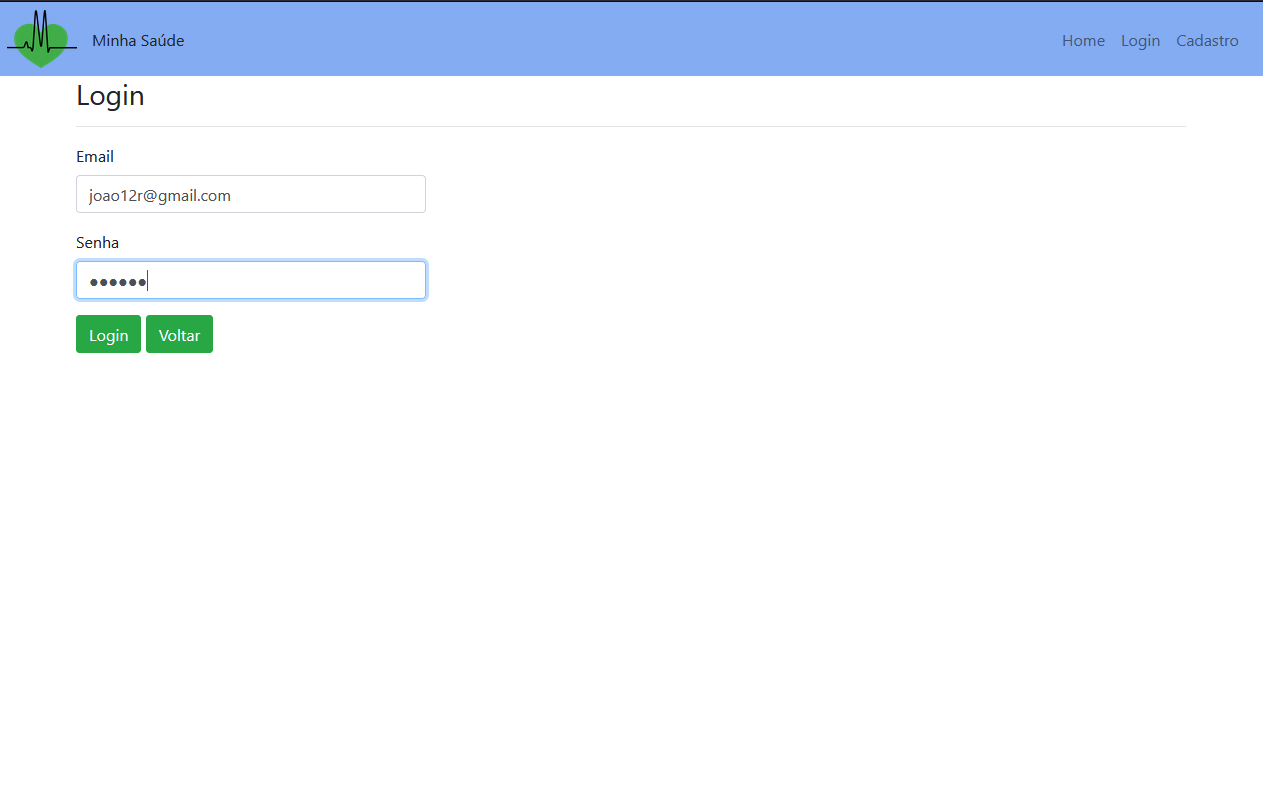 Minha Saúde Home Login Cadastro
Login
Email
joao12r@gmail.com
Senha
●●●●●●
Login Voltar